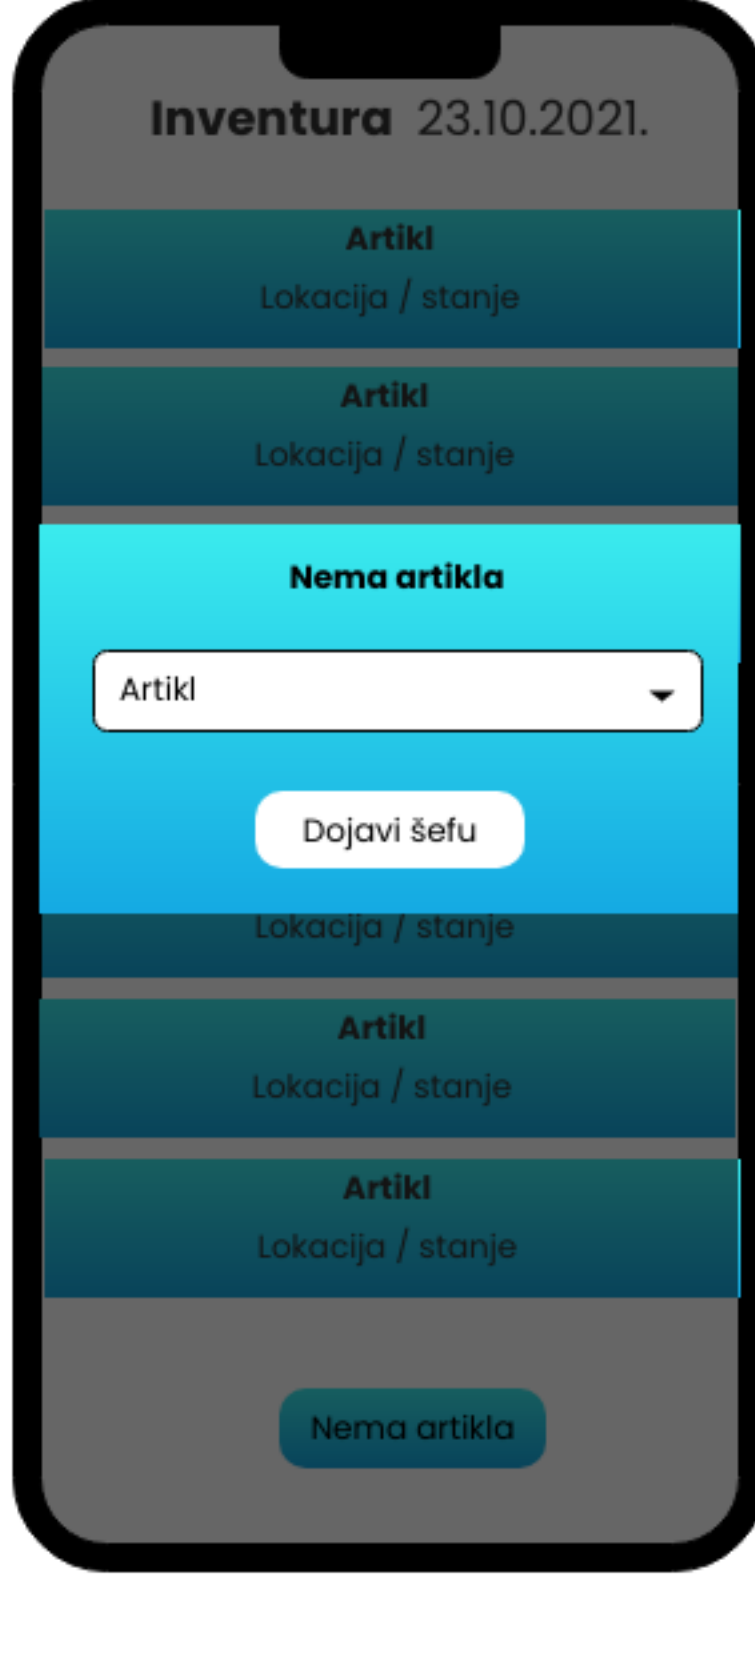 Inventura 23.10.2021.
Artikl
Lokacija / stanje
Artikl
Lokacija / stanje
Nema artikla
Artikl
Dojavi šefu
Lokacija / stanje
Artikl
Lokacija / stanje
Artikl
Lokacija / stanje
Nema artikla